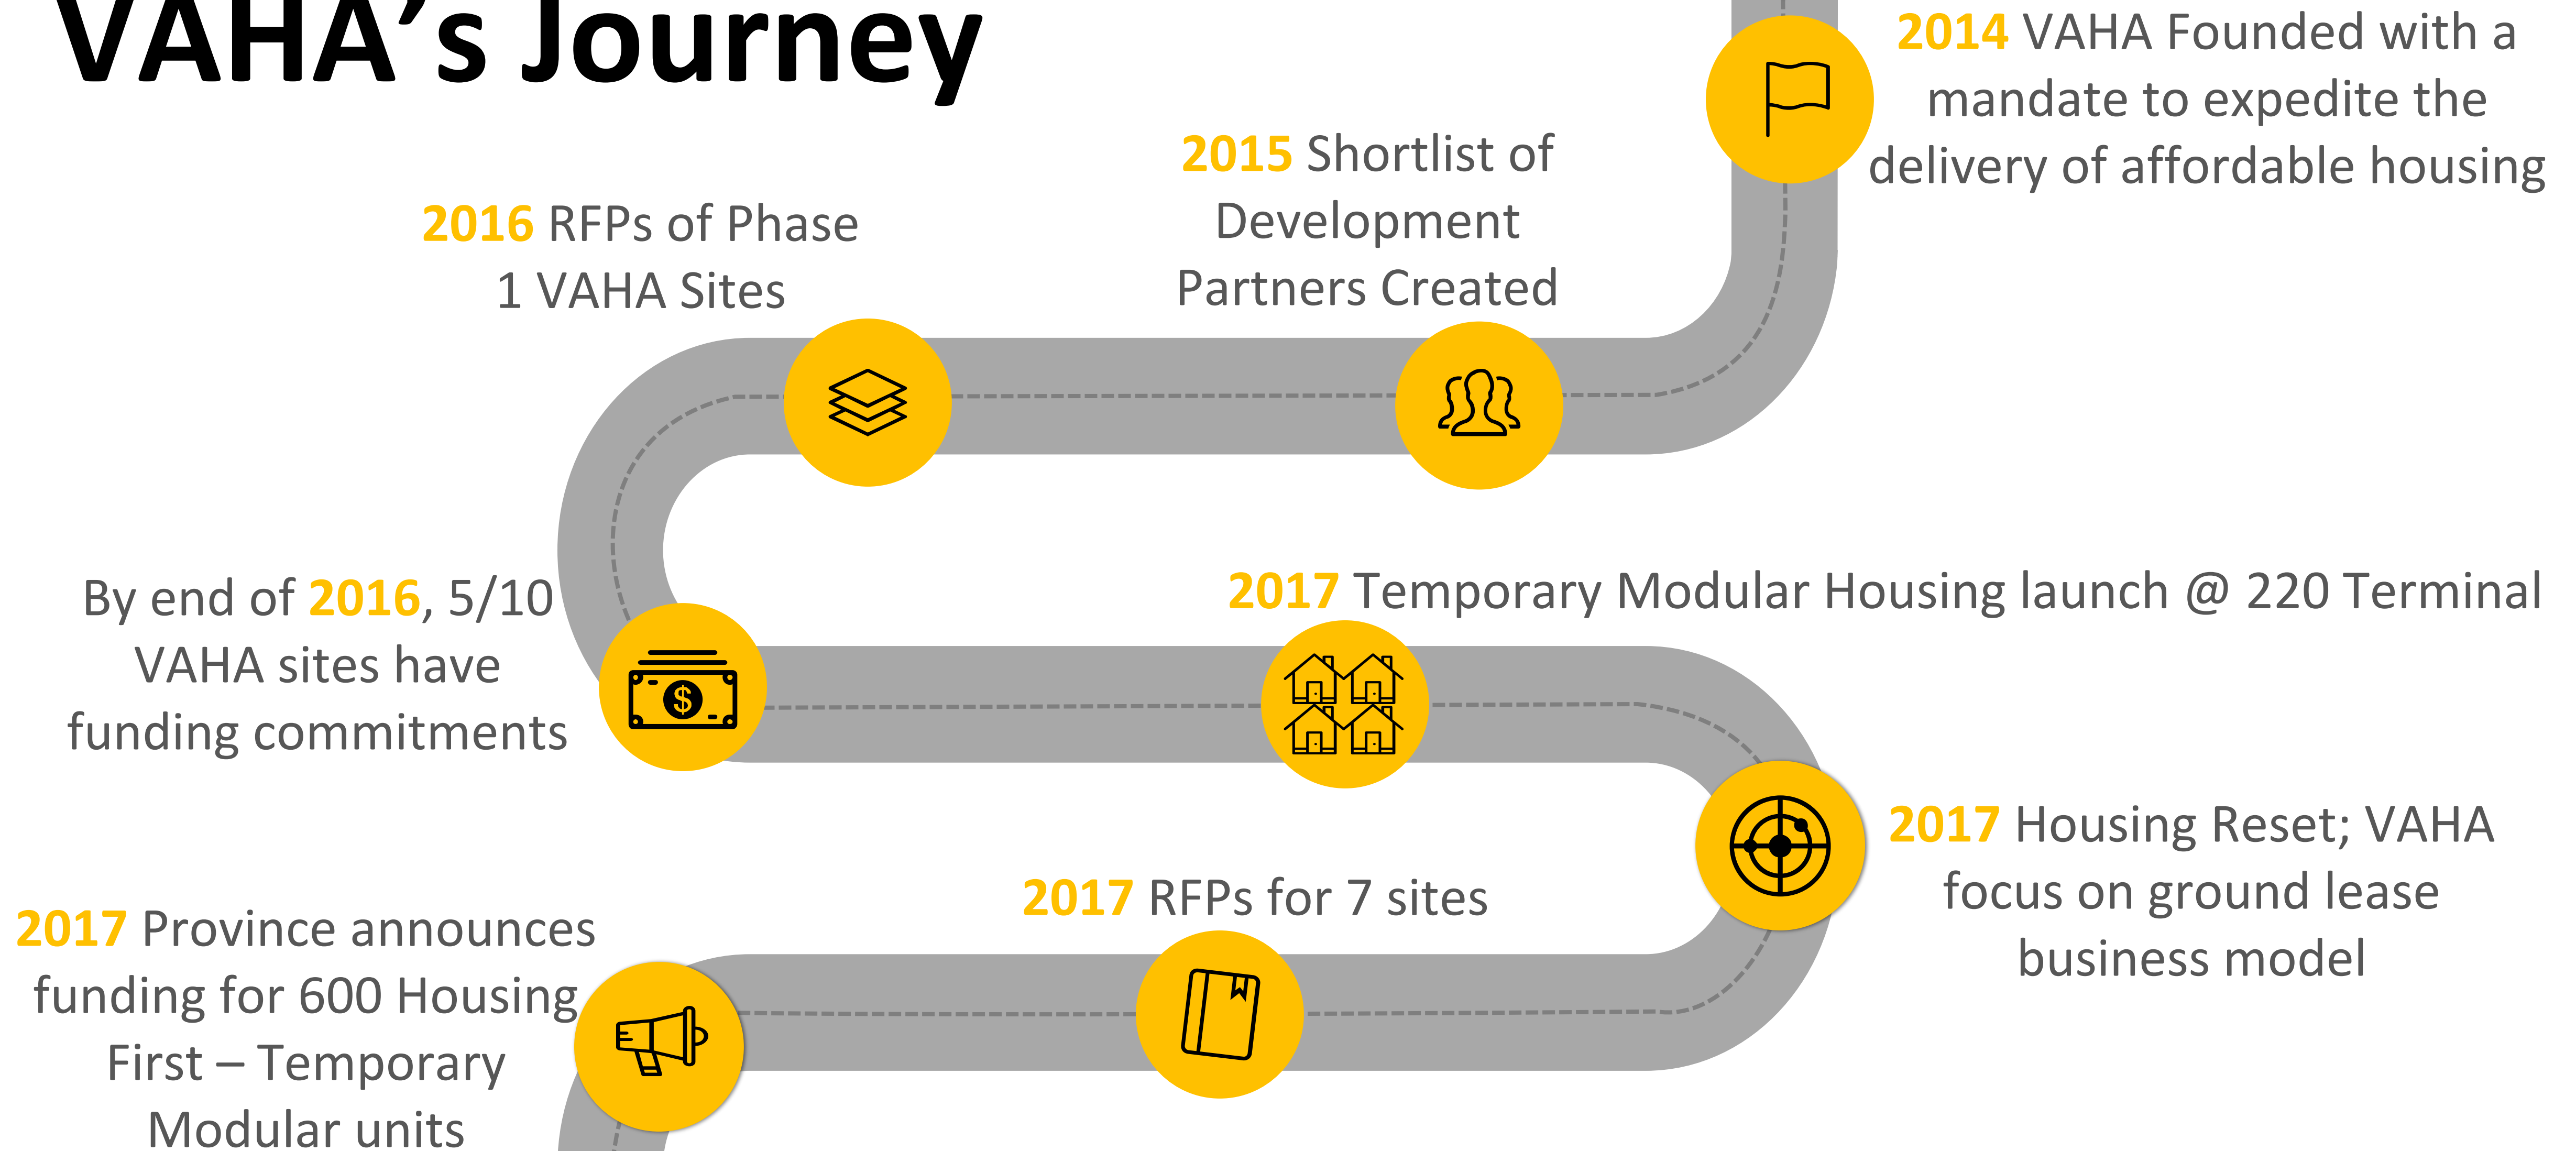 VAHA's Journey
2014 VAHA Founded with a
mandate to expedite the
delivery of affordable housing
2015 Shortlist of
Development
Partners Created
2016 RFPs of Phase
1 VAHA Sites
By end of 2016, 5/10
VAHA sites have
funding commitments
$
2017 Temporary Modular Housing launch @ 220 Terminal
2017 Housing Reset; VAHA
focus on ground lease
business model
2017 RFPs for 7 sites
2017 Province announces
funding for 600 Housing
First – Temporary
Modular units